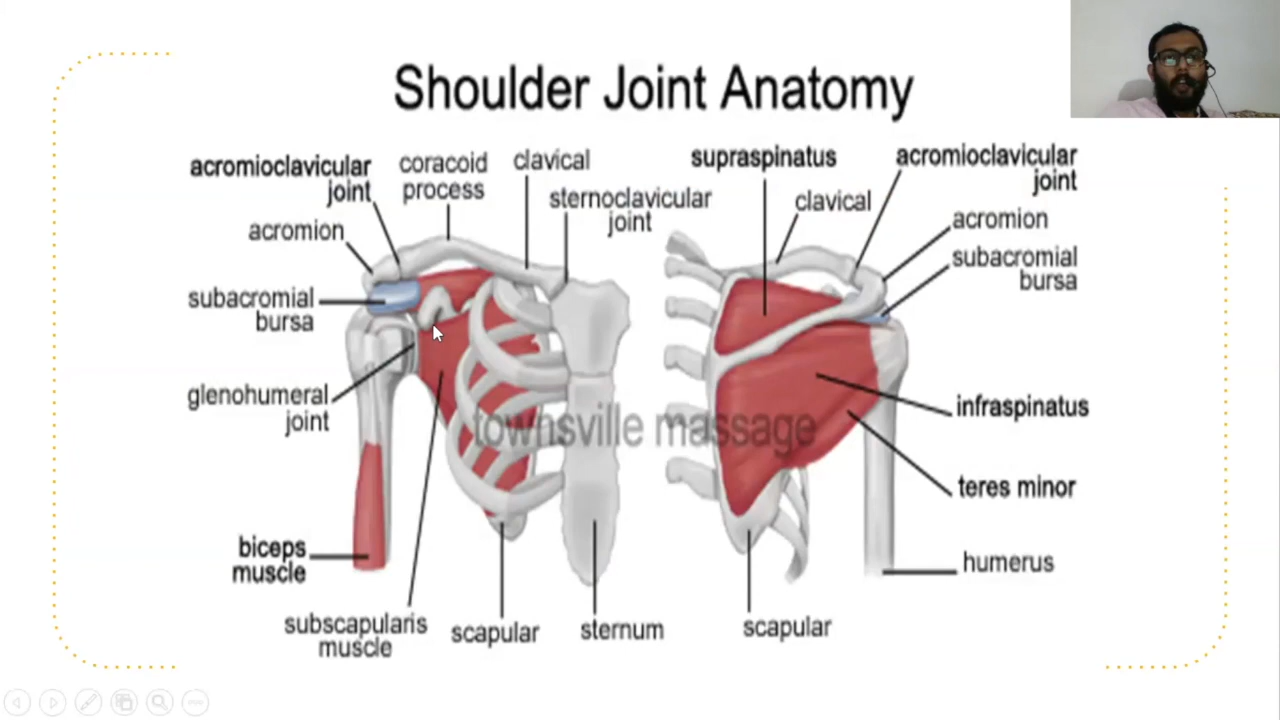 Shoulder Joint Anatomy
acromioclavicular
joint
coracoid
process
clavical
sternoclavicular
joint
acromion
subacromial
bursa
glenohumeral
joint
biceps
muscle
subscapularis
muscle
scapular
sternum
supraspinatus
clavical
acromioclavicular
joint
acromion
subacromial
bursa
infraspinatus
teres minor
humerus
scapular
townsville massage